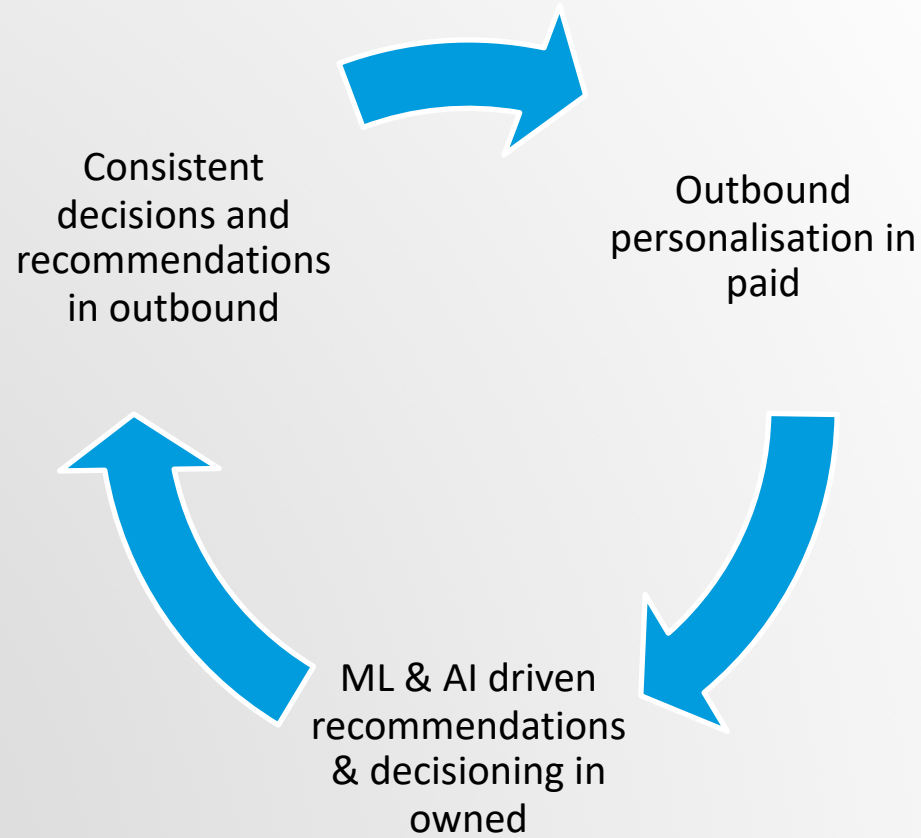 Consistent
decisions and
recommendations
in outbound
Outbound
personalisation in
paid
ML & AI driven
recommendations
& decisioning in
owned